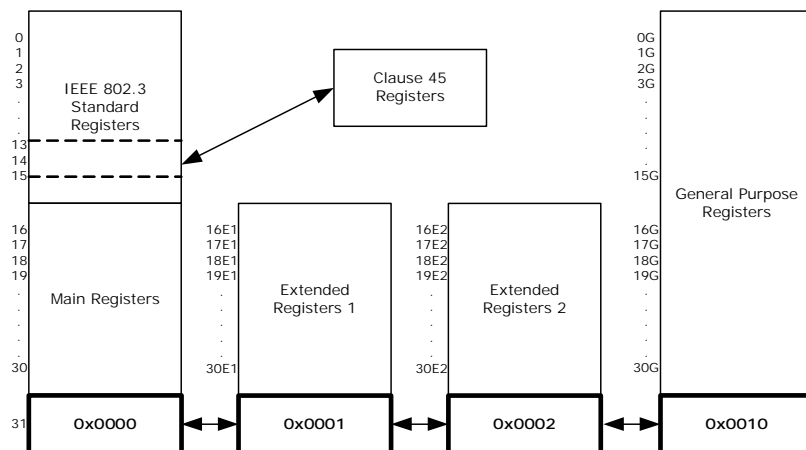 0
1
2
3
.
.
.
13
14
15
IEEE 802.3
Standard
Registers
Clause 45
Registers
0G
1G
2G
3G
.
.
.
.
.
15G
General Purpose
Registers
16
17
18
19
.
.
.
.
.
30
Main Registers
16E1
17E1
18E1
19E1
.
.
.
.
.
30E1
Extended
Registers 1
16E2
17E2
18E2
19E2
.
.
.
.
.
30E2
Extended
Registers 2
16G
17G
18G
19G
.
.
.
.
.
30G
31
0x0000
0x0001
0x0002
0x0010